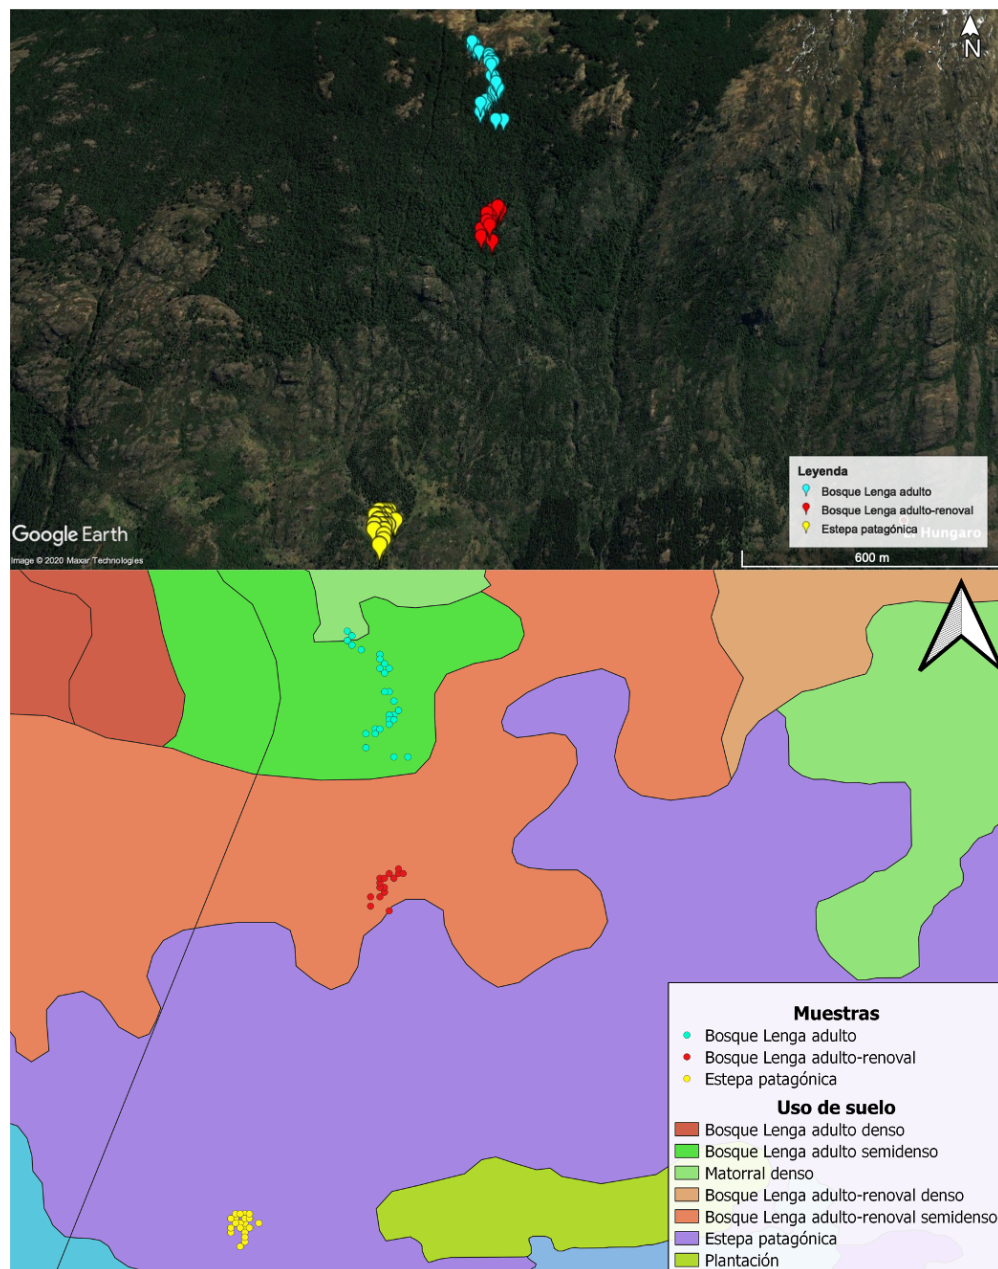 N
Leyenda
Bosque Lenga adulto
Bosque Lenga adulto-renoval
Estepa patagónica
Hungaro
Google Earth
Image © 2020 Maxar Technologies
600 m
Muestras
Bosque Lenga adulto
Bosque Lenga adulto-renoval
Estepa patagónica
Uso de suelo
Bosque Lenga adulto denso
Bosque Lenga adulto semidenso
Matorral denso
Bosque Lenga adulto-renoval denso
Bosque Lenga adulto-renoval semidenso
Estepa patagónica
Plantación